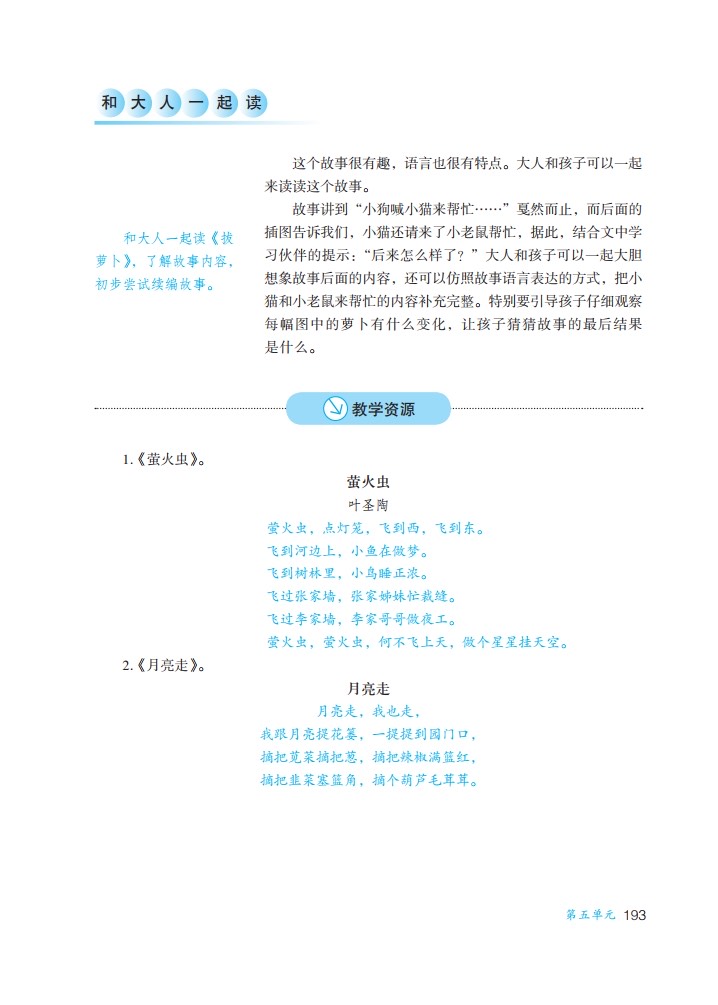 和大人一起读
和大人一起读《拔
萝卜》，了解故事内容，
初步尝试续编故事。
这个故事很有趣，语言也很有特点。大人和孩子可以一起
来读读这个故事。
故事讲到“小狗喊小猫来帮忙……”戛然而止，而后面的
插图告诉我们，小猫还请来了小老鼠帮忙，据此，结合文中学
习伙伴的提示：“后来怎么样了？”大人和孩子可以一起大胆
想象故事后面的内容，还可以仿照故事语言表达的方式，把小
猫和小老鼠来帮忙的内容补充完整。特别要引导孩子仔细观察
每幅图中的萝卜有什么变化，让孩子猜猜故事的最后结果
是什么。
教学资源
1.《萤火虫》。
萤火虫
叶圣陶
萤火虫，点灯笼，飞到西，飞到东。
飞到河边上，小鱼在做梦。
飞到树林里，小鸟睡正浓。
飞过张家墙，张家姊妹忙裁缝。
飞过李家墙，李家哥哥做夜工。
萤火虫，萤火虫，何不飞上天，做个星星挂天空。
2.《月亮走》。
月亮走
月亮走，我也走，
我跟月亮提花篓，一提提到园门口，
摘把苋菜摘把葱，摘把辣椒满篮红，
摘把韭菜塞篮角，摘个葫芦毛茸茸。
第五单元 193